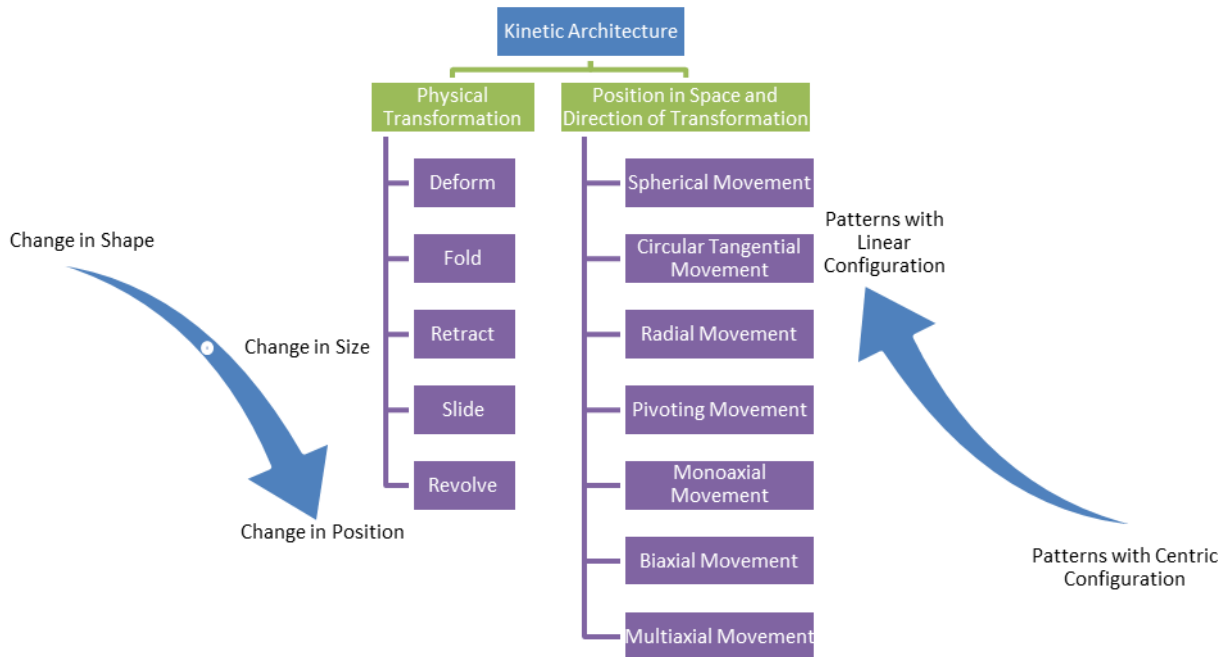 Kinetic Architecture
Physical
Transformation
Deform
Fold
Retract
Slide
Revolve
Position in Space and
Direction of Transformation
Spherical Movement
Circular Tangential
Movement
Radial Movement
Pivoting Movement
Monoaxial
Movement
Biaxial Movement
Multiaxial Movement
Change in Shape
Change in Size
Change in Position
Patterns with
Linear
Configuration
Patterns with Centric
Configuration